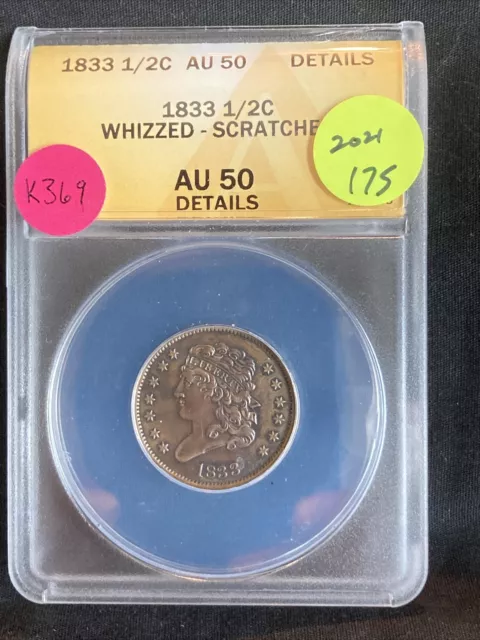 1833 1/2C AU 50 DETAILS
1833 1/2C
WHIZZED - SCRATCHE
AU 50
DETAILS
K369
2021
175
LIBERTY
1833